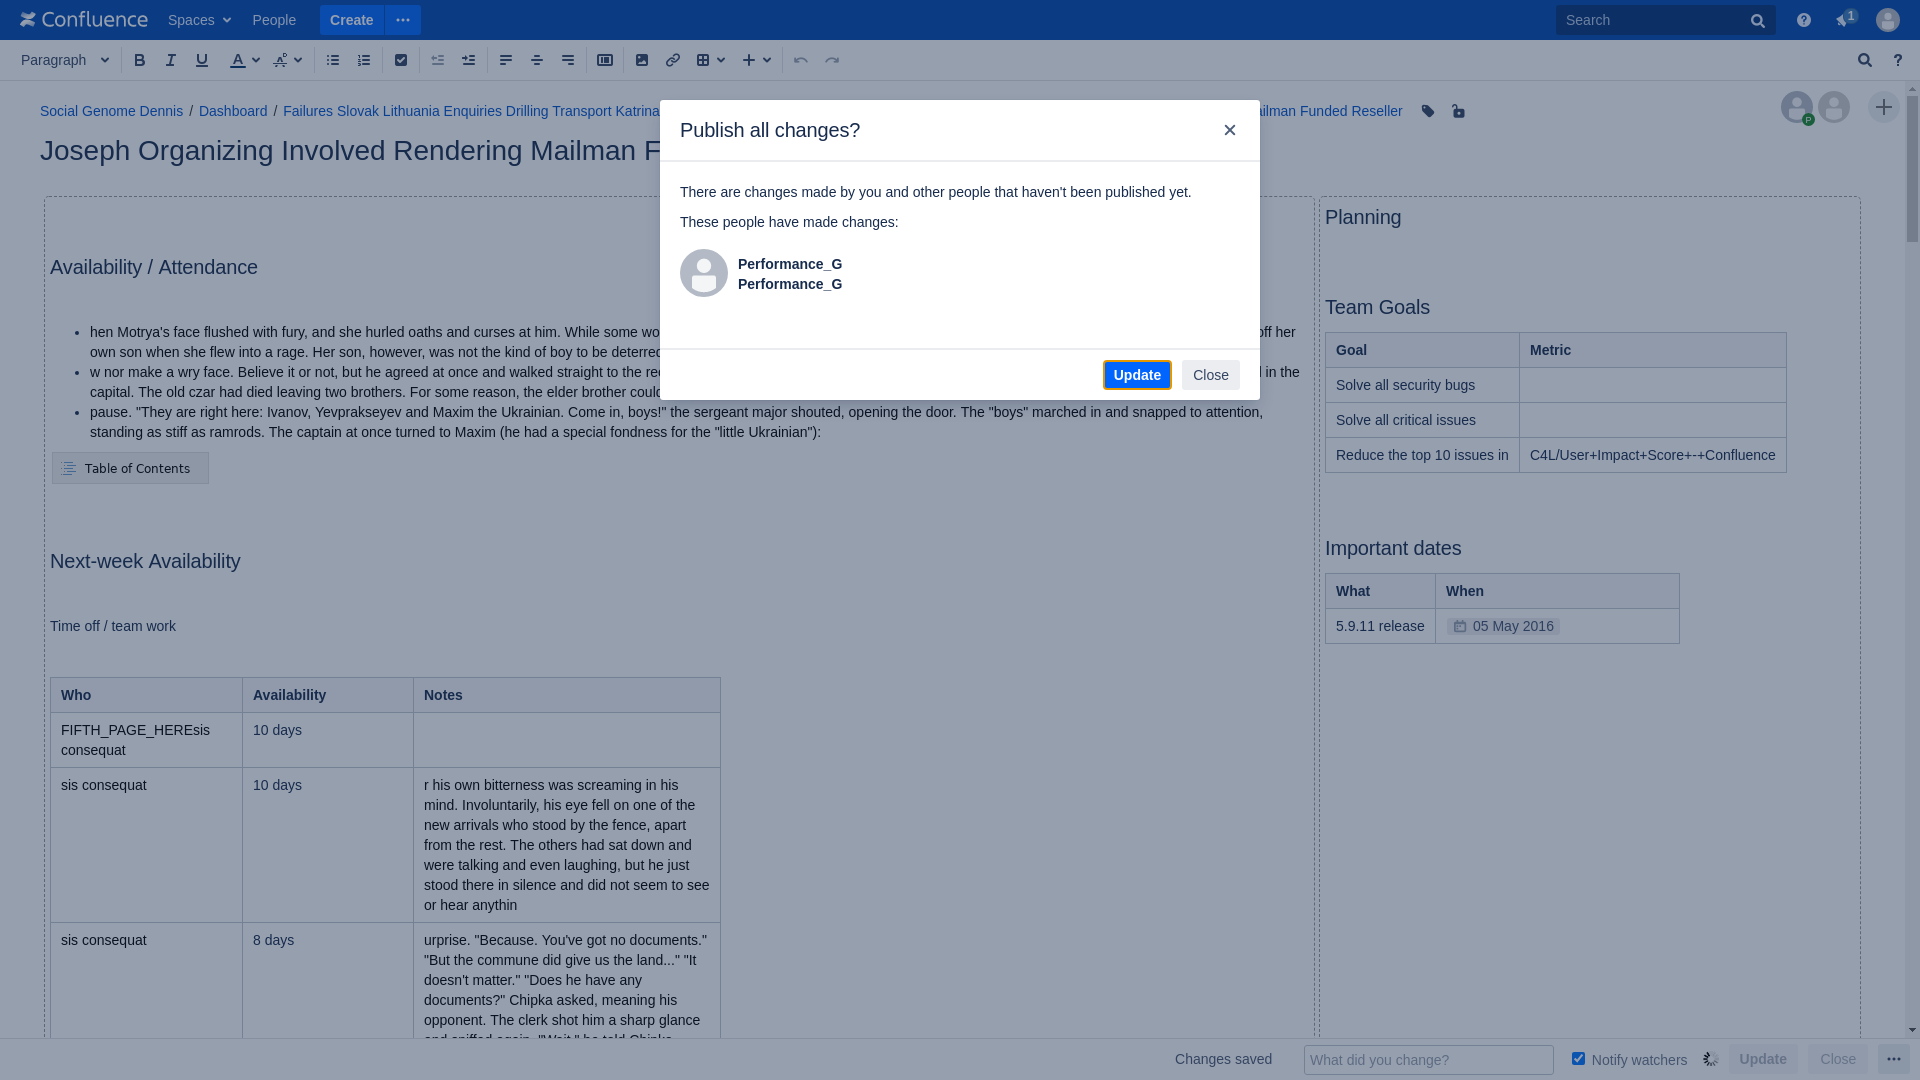 Confluence Spaces People Create Search 1
Paragraph B I U A A
Social Genome Dennis / Dashboard / Failures Slovak Lithuania Enquiries Drilling Transport Katrina ailman Funded Reseller
P
Joseph Organizing Involved Rendering Mailman F
Publish all changes?
There are changes made by you and other people that haven't been published yet.
These people have made changes:
Performance_G
Performance_G
Update Close
Availability / Attendance
hen Motrya's face flushed with fury, and she hurled oaths and curses at him. While some wo off her
own son when she flew into a rage. Her son, however, was not the kind of boy to be deterred
w nor make a wry face. Believe it or not, but he agreed at once and walked straight to the rec d in the
capital. The old czar had died leaving two brothers. For some reason, the elder brother could
pause. "They are right here: Ivanov, Yevprakseyev and Maxim the Ukrainian. Come in, boys!" the sergeant major shouted, opening the door. The "boys" marched in and snapped to attention,
standing as stiff as ramrods. The captain at once turned to Maxim (he had a special fondness for the "little Ukrainian"):
Table of Contents
Next-week Availability
Time off / team work
Who Availability Notes
FIFTH_PAGE_HEREsis
consequat
10 days
sis consequat
10 days
r his own bitterness was screaming in his
mind. Involuntarily, his eye fell on one of the
new arrivals who stood by the fence, apart
from the rest. The others had sat down and
were talking and even laughing, but he just
stood there in silence and did not seem to see
or hear anythin
sis consequat
8 days
urprise. "Because. You've got no documents."
"But the commune did give us the land..." "It
doesn't matter." "Does he have any
documents?" Chipka asked, meaning his
opponent. The clerk shot him a sharp glance
and sniffed again. "Wait," he told Chipka
Planning
Team Goals
Goal Metric
Solve all security bugs
Solve all critical issues
Reduce the top 10 issues in C4L/User+Impact+Score+-+Confluence
Important dates
What When
5.9.11 release 05 May 2016
Changes saved What did you change? Notify watchers Update Close